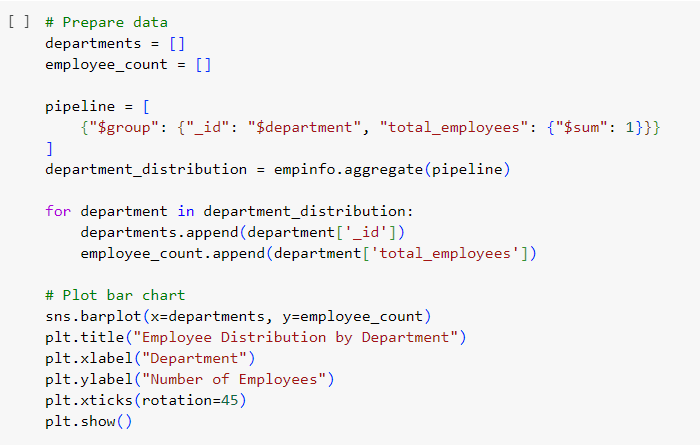 [ ] # Prepare data
departments = []
employee_count = []
pipeline = [
    {"$group": {"_id": "$department", "total_employees": {"$sum": 1}}}
]
department_distribution = empinfo.aggregate(pipeline)
for department in department_distribution:
    departments.append(department['_id'])
    employee_count.append(department['total_employees'])
# Plot bar chart
sns.barplot(x=departments, y=employee_count)
plt.title("Employee Distribution by Department")
plt.xlabel("Department")
plt.ylabel("Number of Employees")
plt.xticks(rotation=45)
plt.show()